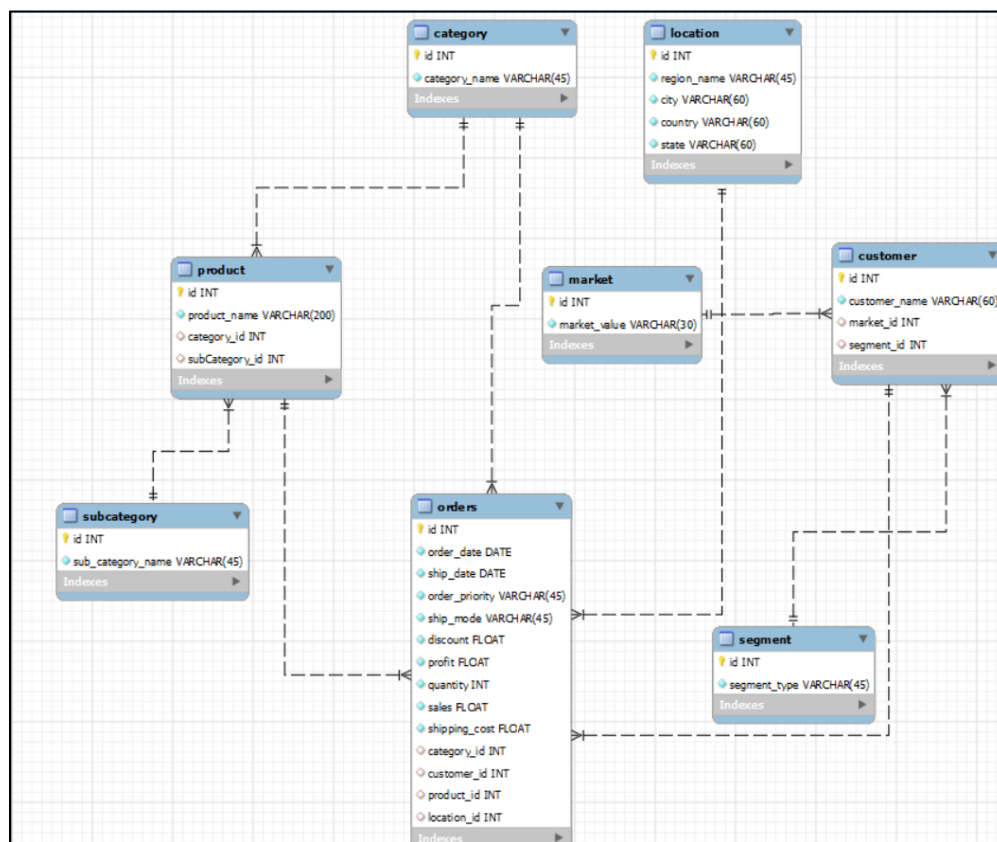 category
id INT
category_name VARCHAR(45)
Indexes
location
id INT
region_name VARCHAR(45)
city VARCHAR(60)
country VARCHAR(60)
state VARCHAR(60)
Indexes
product
id INT
product_name VARCHAR(200)
category_id INT
subCategory_id INT
Indexes
market
id INT
market_value VARCHAR(30)
Indexes
customer
id INT
customer_name VARCHAR(60)
market_id INT
segment_id INT
Indexes
subcategory
id INT
sub_category_name VARCHAR(45)
Indexes
orders
id INT
order_date DATE
ship_date DATE
order_priority VARCHAR(45)
ship_mode VARCHAR(45)
discount FLOAT
profit FLOAT
quantity INT
sales FLOAT
shipping_cost FLOAT
category_id INT
customer_id INT
product_id INT
location_id INT
Indexes
segment
id INT
segment_type VARCHAR(45)
Indexes